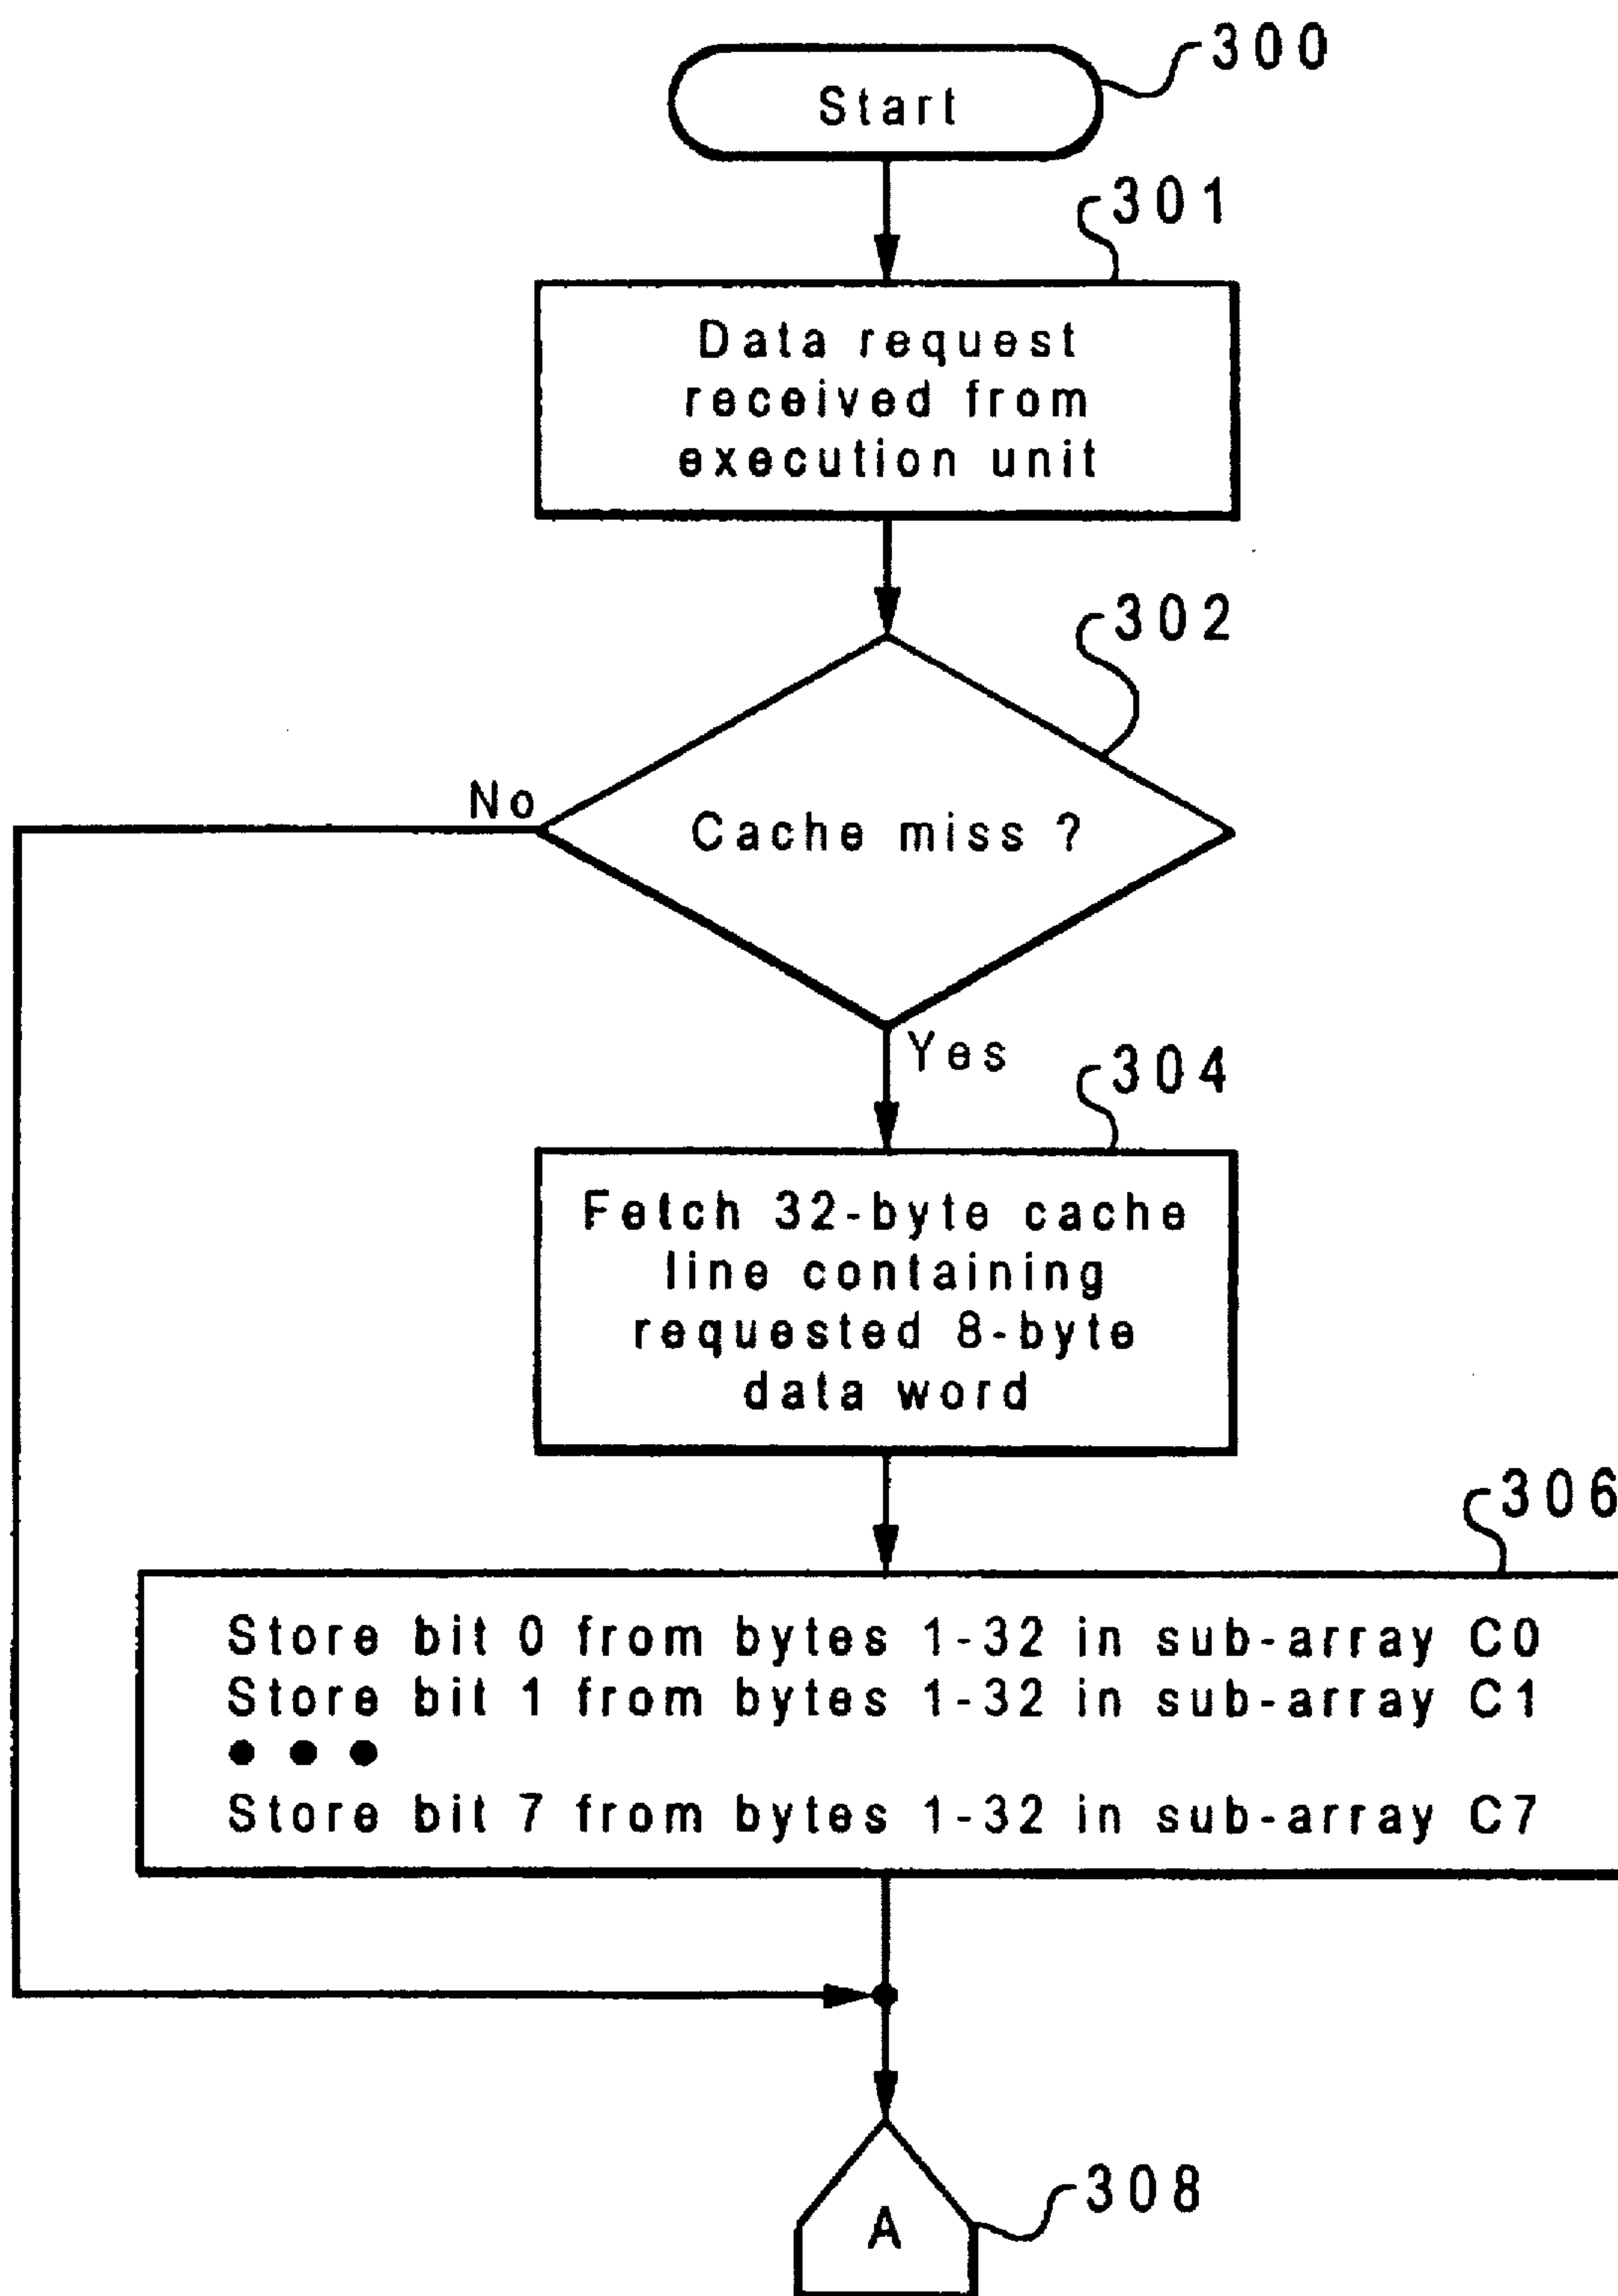 300
Start
301
Data request
received from
execution unit
302
No
Cache miss ?
Yes
304
Fetch 32-byte cache
line containing
requested 8-byte
data word
306
Store bit 0 from bytes 1-32 in sub-array C0
Store bit 1 from bytes 1-32 in sub-array C1
● ● ●
Store bit 7 from bytes 1-32 in sub-array C7
A
308